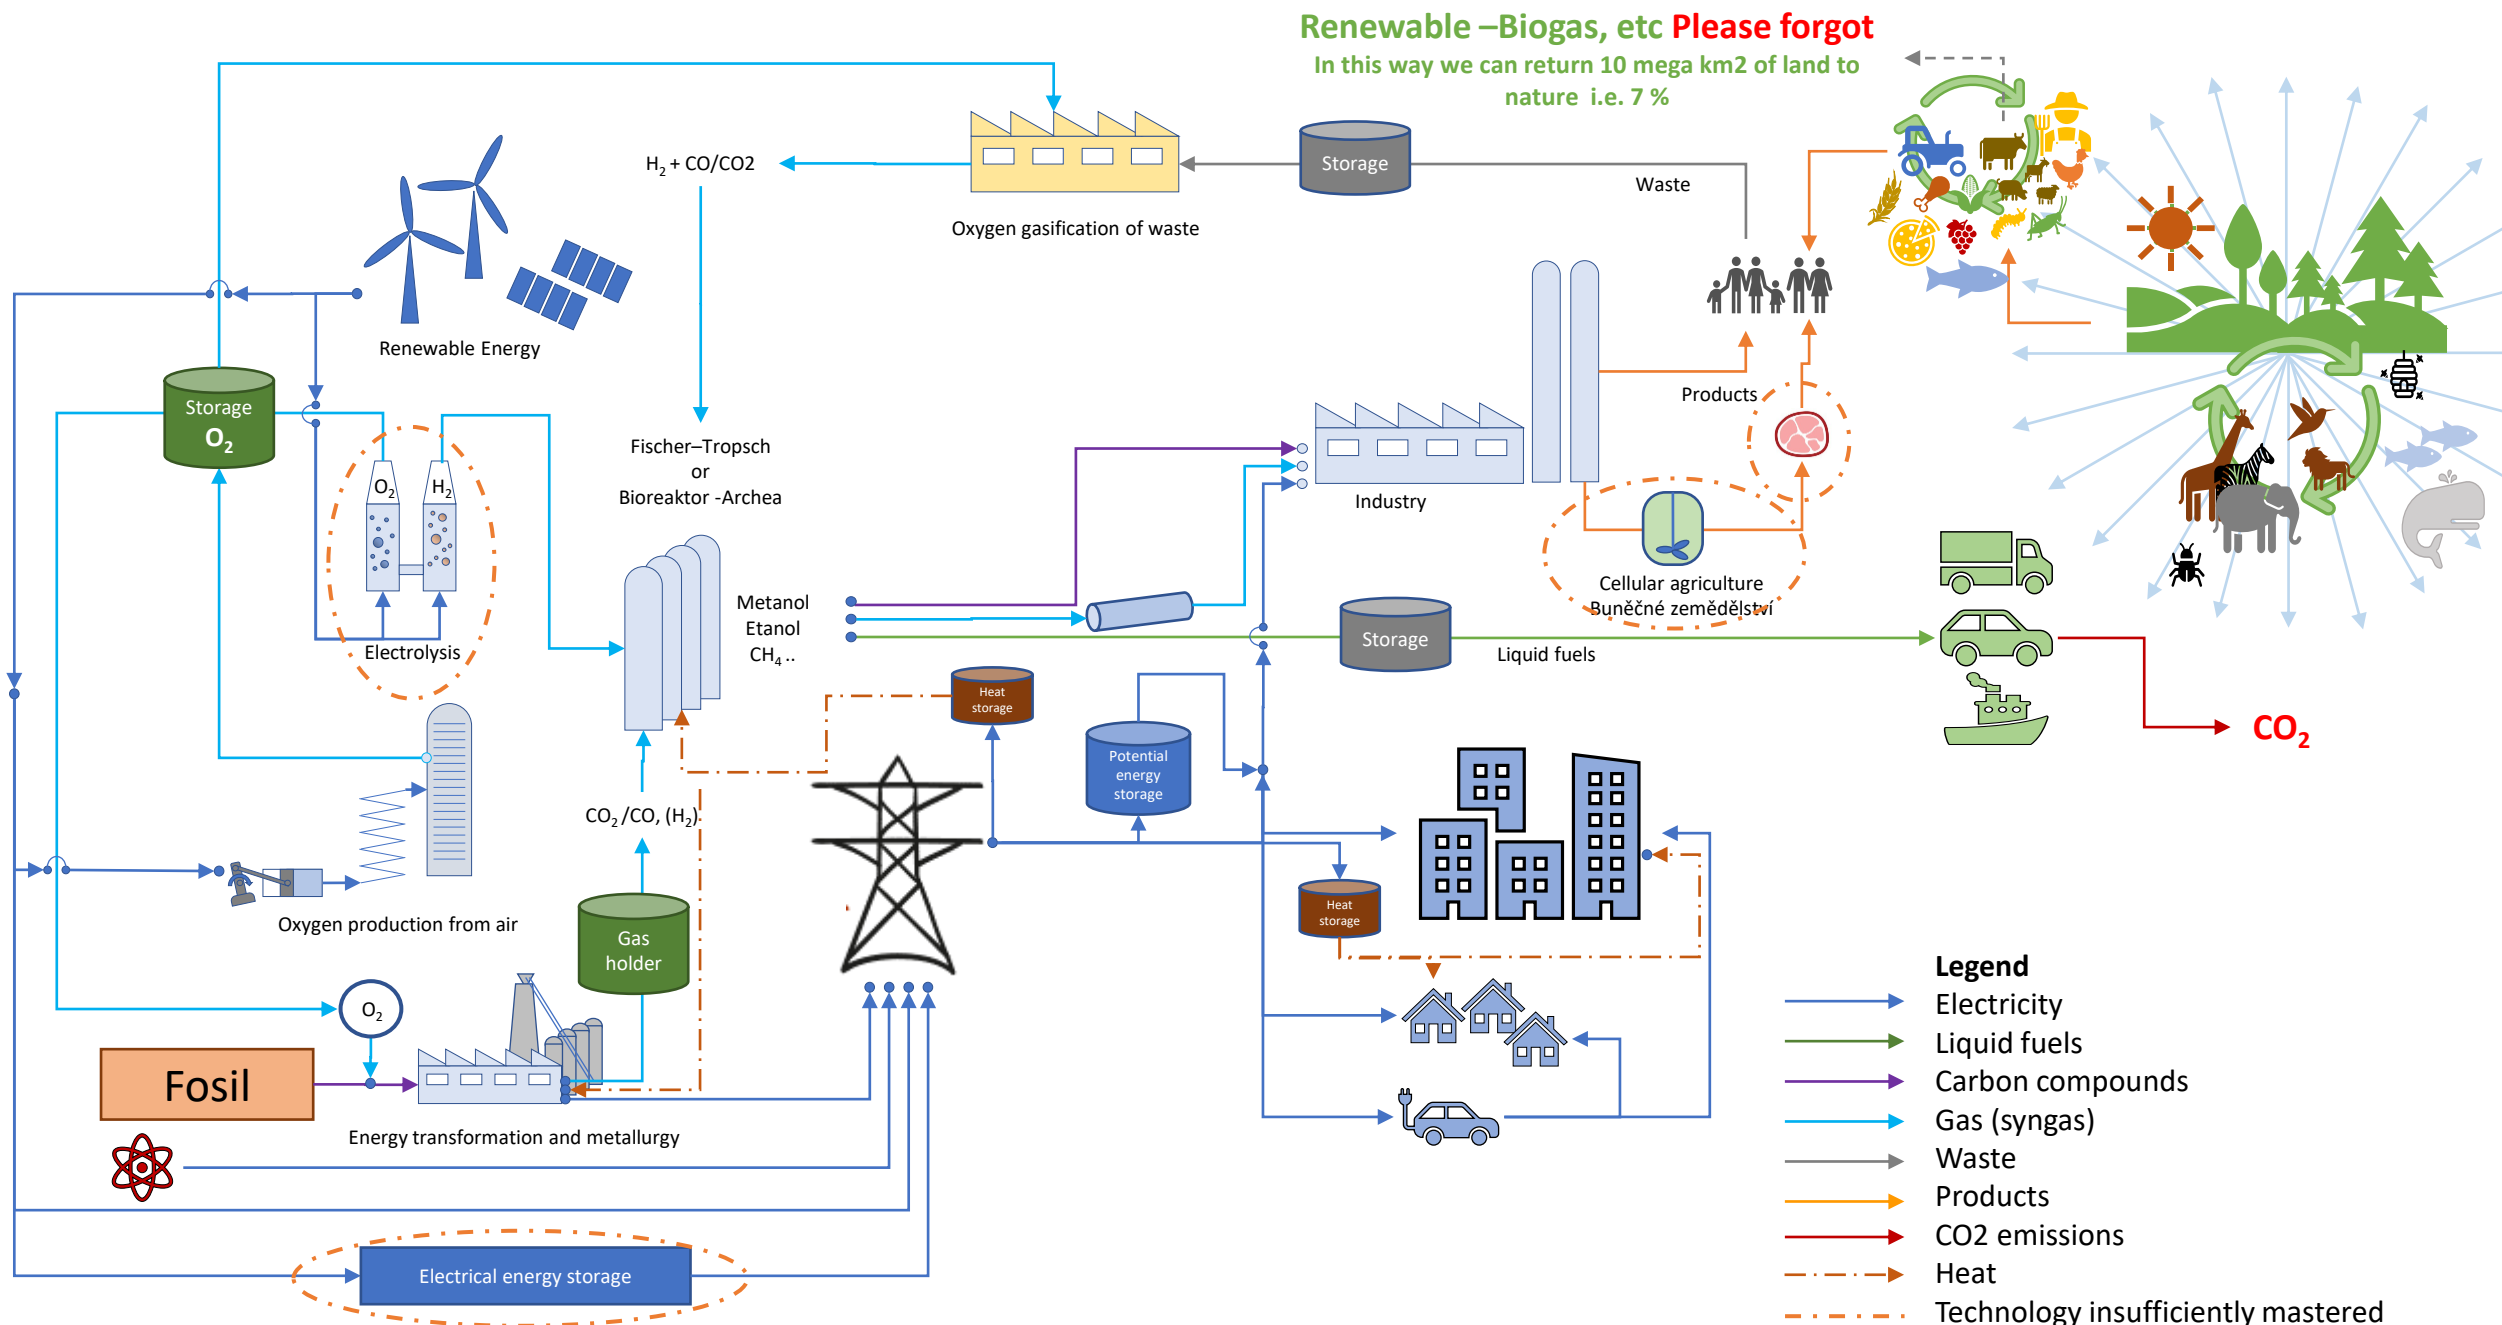 Renewable –Biogas, etc Please forgot
In this way we can return 10 mega km2 of land to
nature i.e. 7 %
H2 + CO/CO2
Storage
Waste
Oxygen gasification of waste
Renewable Energy
Storage
O2
Products
Fischer–Tropsch
or
Bioreaktor -Archea
O2
H2
Industry
Electrolysis
Metanol
Etanol
CH4 ..
Cellular agriculture
Buněčné zemědělství
Storage
Liquid fuels
Heat
storage
CO2
Potential
energy
storage
CO2 /CO, (H2)
Oxygen production from air
Gas
holder
Heat
storage
O2
Fosil
Energy transformation and metallurgy
Electrical energy storage
Legend
Electricity
Liquid fuels
Carbon compounds
Gas (syngas)
Waste
Products
CO2 emissions
Heat
Technology insufficiently mastered